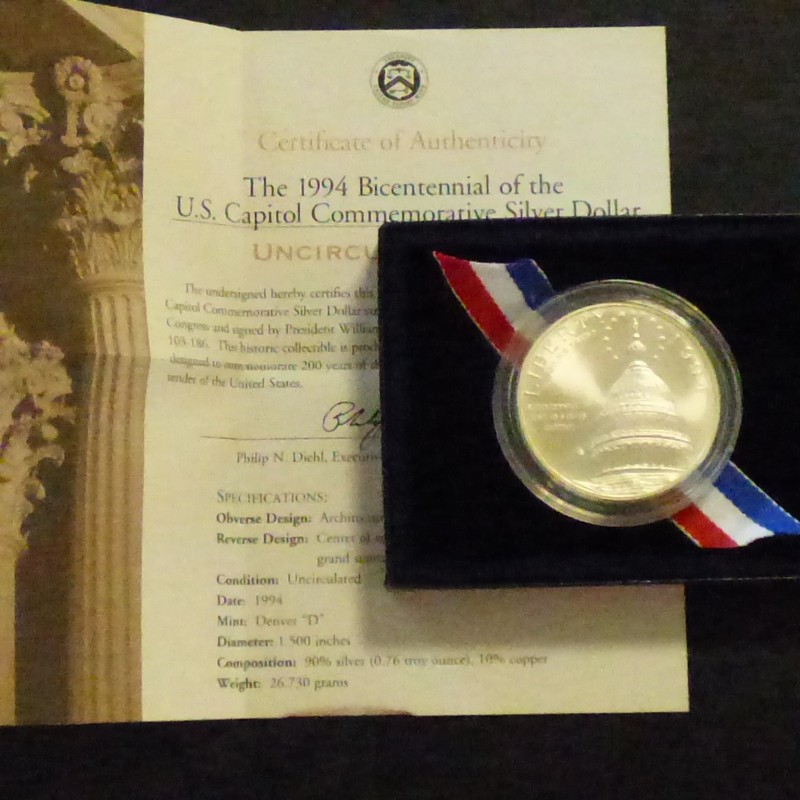 Certificate of Authenticity
The 1994 Bicentennial of the
U.S. Capitol Commemorative Silver Dollar
UNCIRCU
The undersigned hereby certifies this
Capitol Commemorative Silver Dollar
Congress and signed by President William
103-186. This historic collectible is
designed to commemorate 200 years of
tender of the United States.
Philip N. Diehl,
SPECIFICATIONS:
Obverse Design:
Reverse Design: Center of
grand
Condition: Uncirculated
Date: 1994
Mint: Denver "D"
Diameter: 1.500 inches
Composition: 90% silver (0.76 troy ounce), 10% copper
Weight: 26.730 grams
LIBERTY
1994